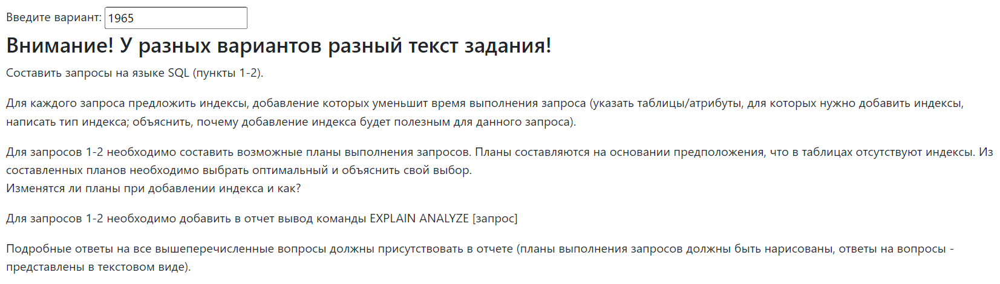 Введите вариант: 1965
Внимание! У разных вариантов разный текст задания!
Составить запросы на языке SQL (пункты 1-2).
Для каждого запроса предложить индексы, добавление которых уменьшит время выполнения запроса (указать таблицы/атрибуты, для которых нужно добавить индексы,
написать тип индекса; объяснить, почему добавление индекса будет полезным для данного запроса).
Для запросов 1-2 необходимо составить возможные планы выполнения запросов. Планы составляются на основании предположения, что в таблицах отсутствуют индексы. Из
составленных планов необходимо выбрать оптимальный и объяснить свой выбор.
Изменятся ли планы при добавлении индекса и как?
Для запросов 1-2 необходимо добавить в отчет вывод команды EXPLAIN ANALYZE [запрос]
Подробные ответы на все вышеперечисленные вопросы должны присутствовать в отчете (планы выполнения запросов должны быть нарисованы, ответы на вопросы -
представлены в текстовом виде).